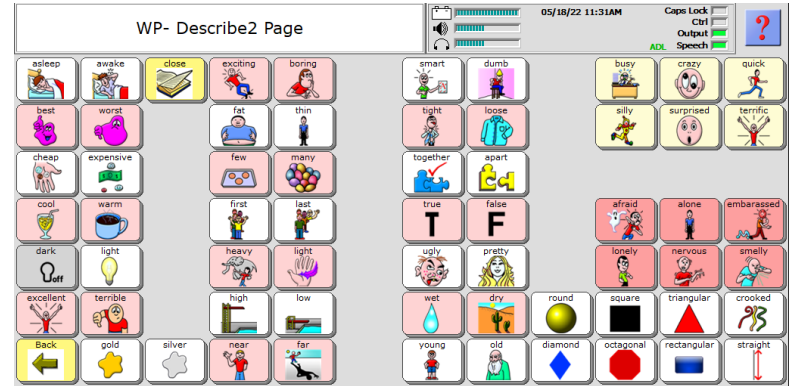 WP- Describe2 Page
05/18/22 11:31AM
Caps Lock
Ctrl
Output
ADL Speech
?
asleep awake close exciting boring smart dumb busy crazy quick
best worst fat thin tight loose silly surprised terrific
cheap expensive few many together apart
cool warm first last true false afraid alone embarassed
T F
dark light heavy light ugly pretty lonely nervous smelly
off
excellent terrible high low wet dry round square triangular crooked
Back gold silver near far young old diamond octagonal rectangular straight